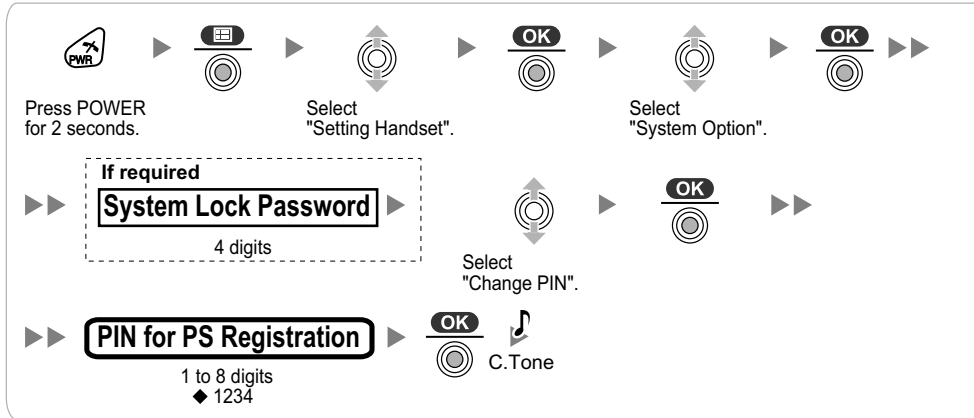 PWR
OK
OK
Press POWER
for 2 seconds.
Select
"Setting Handset".
Select
"System Option".
If required
System Lock Password
4 digits
OK
Select
"Change PIN".
PIN for PS Registration
OK
C.Tone
1 to 8 digits
◆ 1234